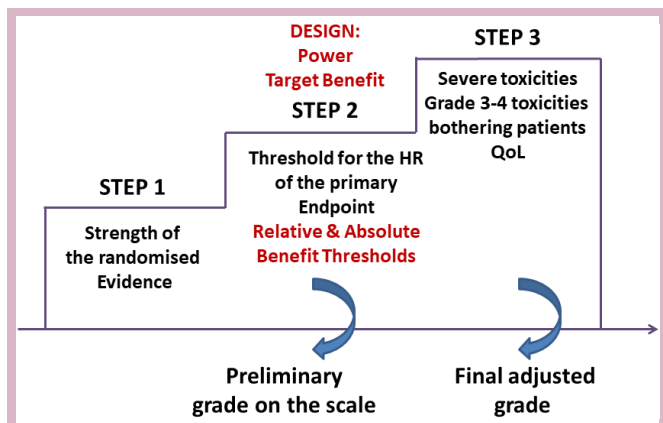 STEP 1
Strength of
the randomised
Evidence
DESIGN:
Power
Target Benefit
STEP 2
Threshold for the HR
of the primary
Endpoint
Relative & Absolute
Benefit Thresholds
STEP 3
Severe toxicities
Grade 3-4 toxicities
bothering patients
QoL
Preliminary
grade on the scale
Final adjusted
grade